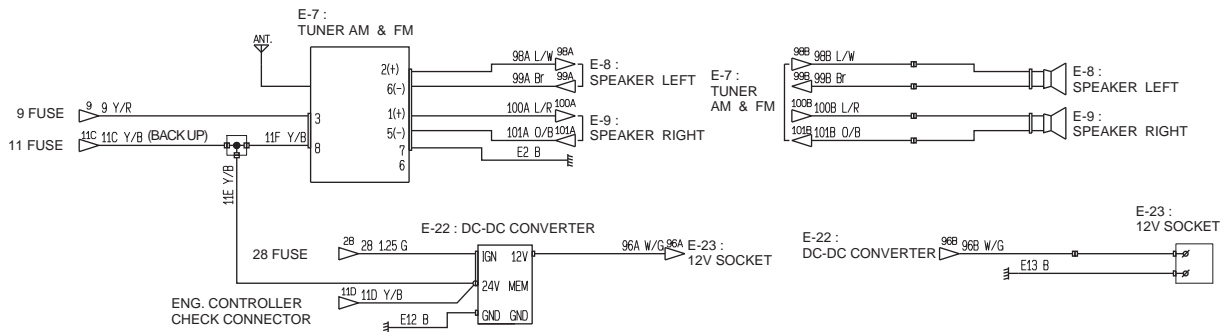 E-7 :
TUNER AM & FM
ANT.
2(+)
6(-)
1(+)
5(-)
7
6
3
8
98A L/W 98A
99A Br 99A
E-8 :
SPEAKER LEFT
100A L/R 100A
101A O/B 101A
E-9 :
SPEAKER RIGHT
E2 B
9 FUSE 9 9 Y/R
11 FUSE 11C 11C Y/B (BACK UP) 11F Y/B
11E Y/B
E-7 :
TUNER
AM & FM
98B 98B L/W
99B 99B Br
E-8 :
SPEAKER LEFT
100B 100B L/R
101B 101B O/B
E-9 :
SPEAKER RIGHT
E-22 : DC-DC CONVERTER
28 FUSE 28 28 1.25 G
IGN 12V
24V MEM
GND GND
11D 11D Y/B
ENG. CONTROLLER
CHECK CONNECTOR
E12 B
96A W/G 96A
E-23 :
12V SOCKET
E-22 :
DC-DC CONVERTER
96B 96B W/G
E13 B
E-23 :
12V SOCKET